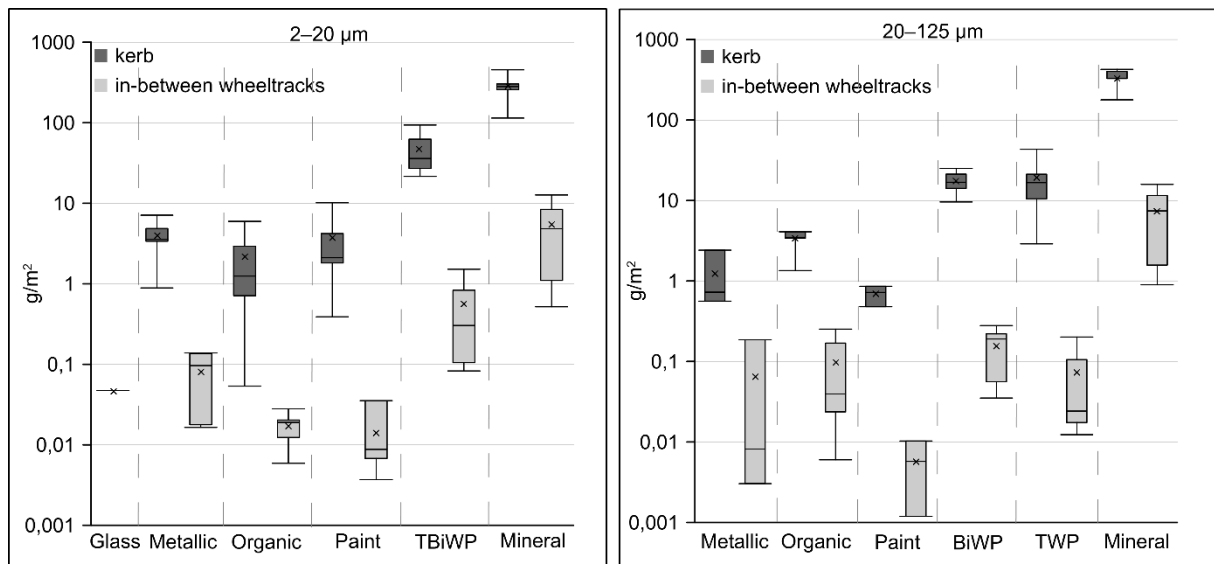 2–20 µm
kerb
in-between wheeltracks
1000
100
10
1
0,1
0,01
0,001
g/m²
Glass Metallic Organic Paint TBiWP Mineral
20–125 µm
kerb
in-between wheeltracks
1000
100
10
1
0,1
0,01
0,001
g/m²
Metallic Organic Paint BiWP TWP Mineral